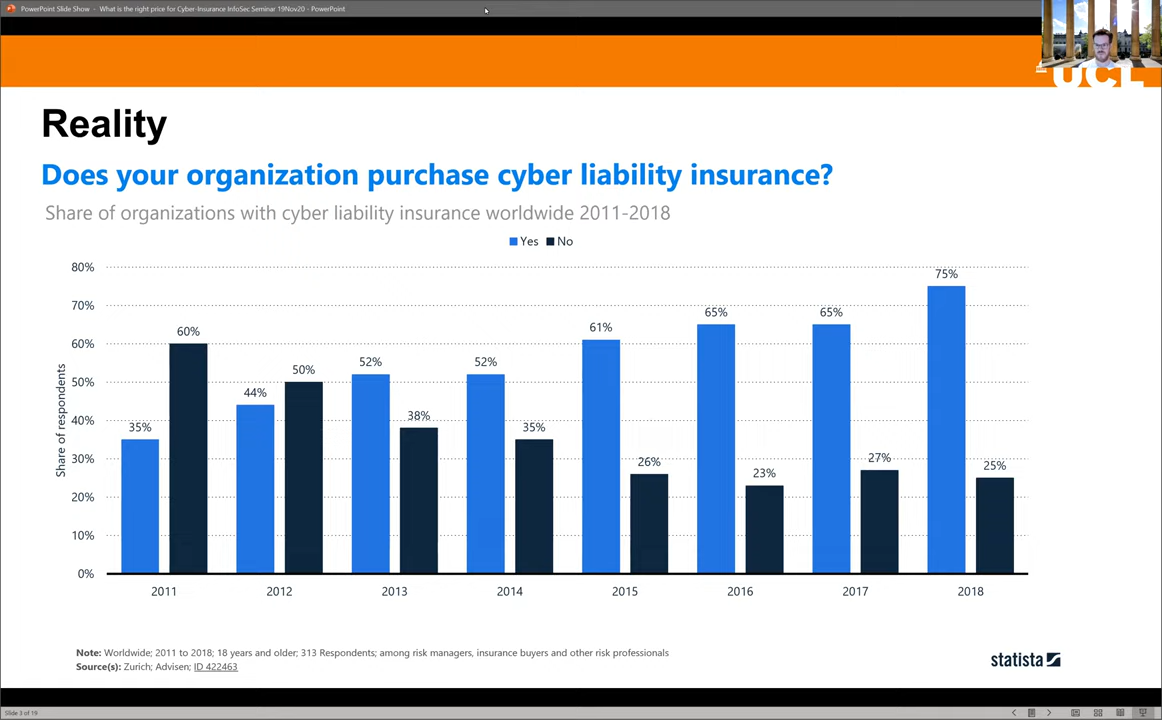 PowerPoint Slide Show - What is the right price for Cyber-Insurance InfoSec Seminar 19Nov20 - PowerPoint
UCL
Reality
Does your organization purchase cyber liability insurance?
Share of organizations with cyber liability insurance worldwide 2011-2018
Yes No
Share of respondents
80%
70%
60%
50%
40%
30%
20%
10%
0%
35% 60% 44% 50% 52% 38% 52% 35% 61% 26% 65% 23% 65% 27% 75% 25%
2011 2012 2013 2014 2015 2016 2017 2018
Note: Worldwide; 2011 to 2018; 18 years and older; 313 Respondents; among risk managers, insurance buyers and other risk professionals
Source(s): Zurich; Advisen; ID 422463
statista
Slide 3 of 19